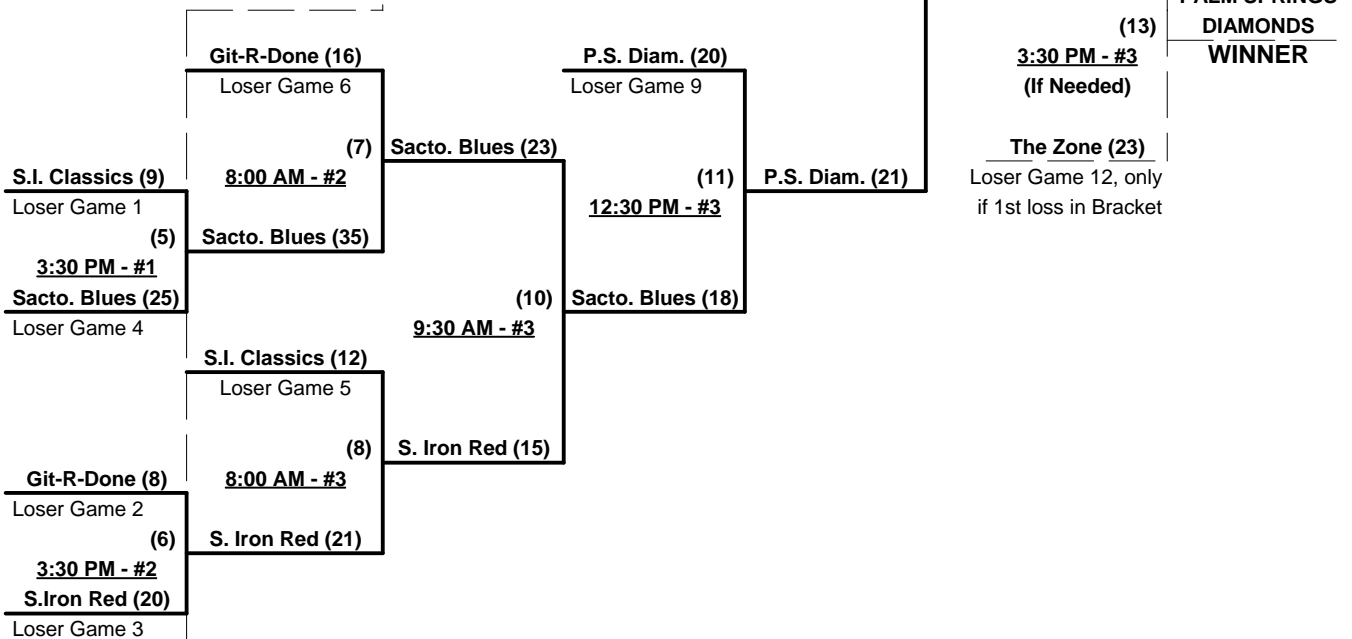 PALM SPRINGS
(13)
DIAMONDS
3:30 PM - #3
WINNER
(If Needed)
The Zone (23)
Loser Game 12, only
if 1st loss in Bracket
Git-R-Done (16)
Loser Game 6
(7)
8:00 AM - #2
Sacto. Blues (23)
P.S. Diam. (20)
Loser Game 9
(11)
12:30 PM - #3
P.S. Diam. (21)
S.I. Classics (9)
Loser Game 1
(5)
3:30 PM - #1
Sacto. Blues (35)
Sacto. Blues (25)
Loser Game 4
(10)
9:30 AM - #3
Sacto. Blues (18)
S.I. Classics (12)
Loser Game 5
(8)
8:00 AM - #3
S. Iron Red (15)
Git-R-Done (8)
Loser Game 2
(6)
3:30 PM - #2
S. Iron Red (21)
S.Iron Red (20)
Loser Game 3